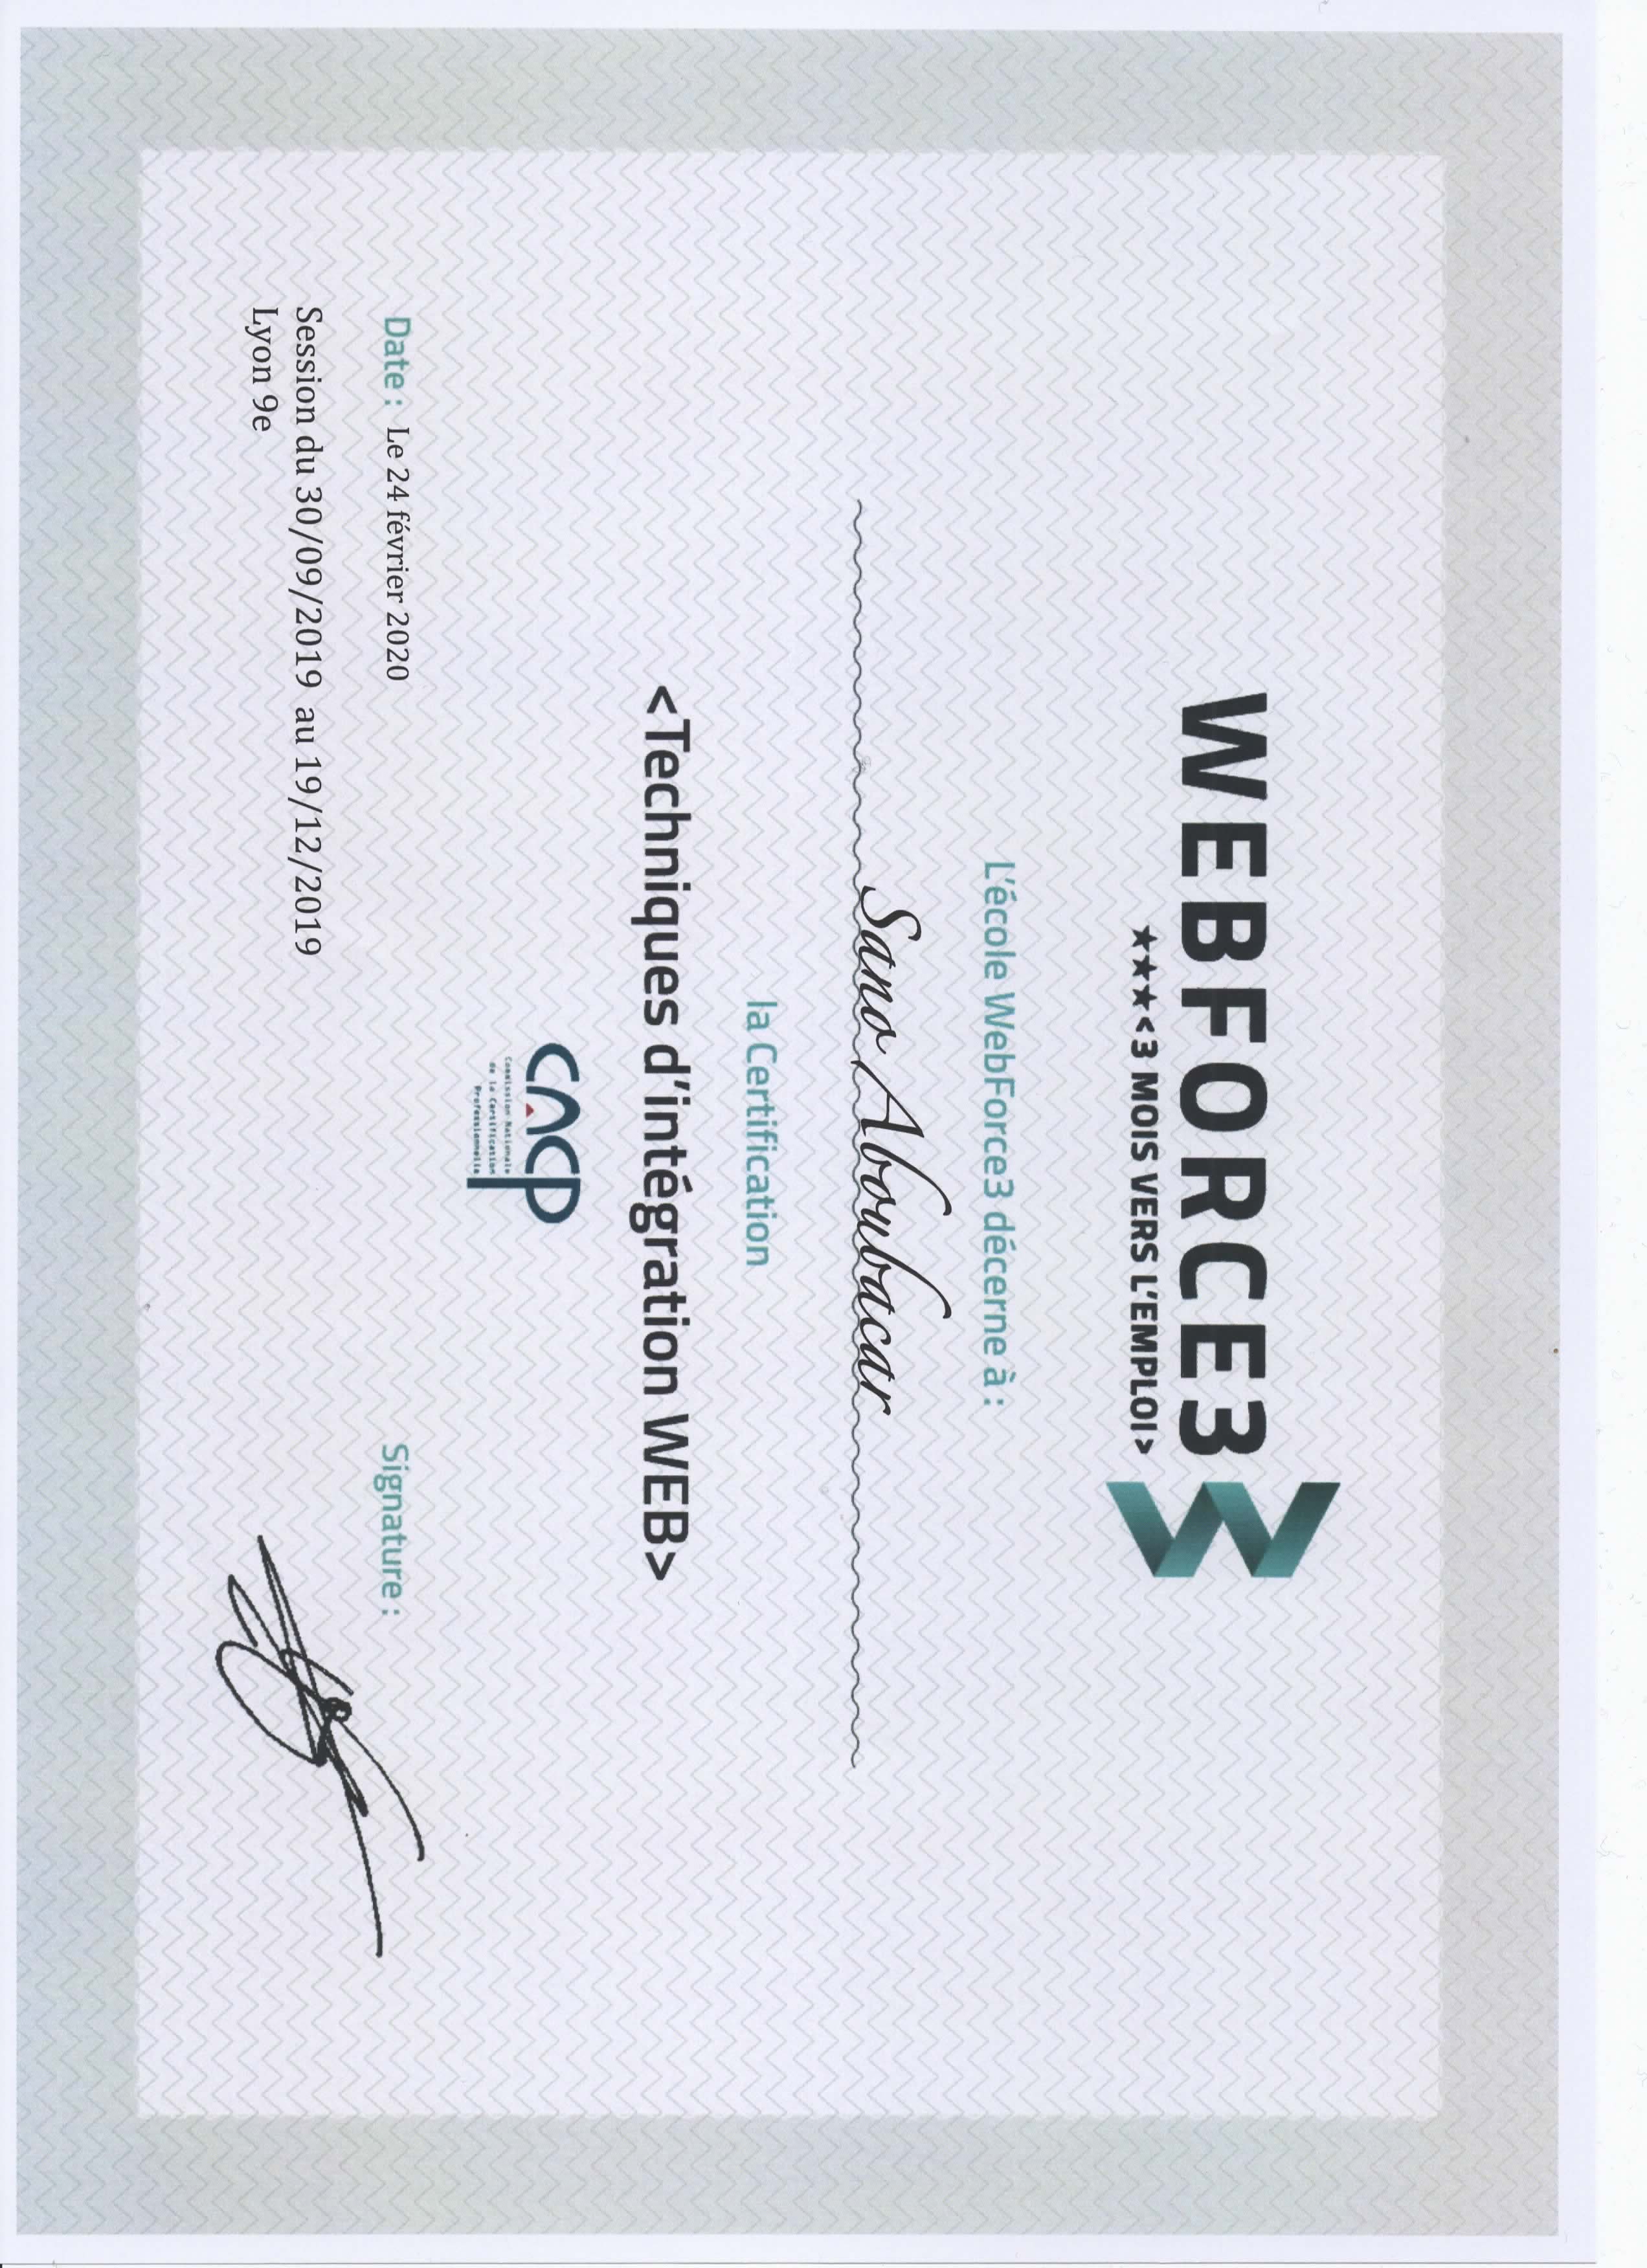 WEBFORCE3
★★★<3 MOIS VERS L'EMPLOI>
L'école WebForce3 décerne à :
Sano Aboubacar
la Certification
<Techniques d'intégration WEB>
CNCP
Commission Nationale
de la Certification
Professionnelle
Date : Le 24 février 2020
Signature :
Session du 30/09/2019 au 19/12/2019
Lyon 9e